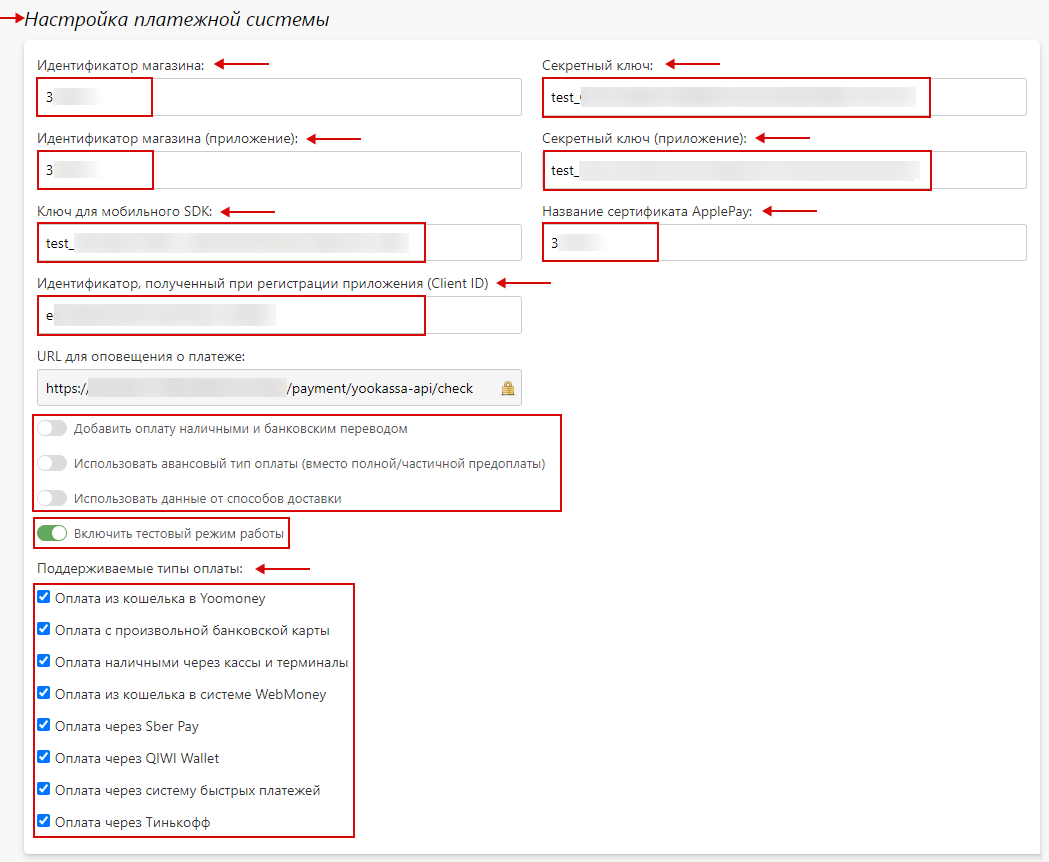 Настройка платежной системы
Идентификатор магазина:
Секретный ключ:
3
test_
Идентификатор магазина (приложение):
Секретный ключ (приложение):
3
test_
Ключ для мобильного SDK:
Название сертификата ApplePay:
test_
3
Идентификатор, полученный при регистрации приложения (Client ID)
e
URL для оповещения о платеже:
https:// /payment/yookassa-api/check
Добавить оплату наличными и банковским переводом
Использовать авансовый тип оплаты (вместо полной/частичной предоплаты)
Использовать данные от способов доставки
Включить тестовый режим работы
Поддерживаемые типы оплаты:
Оплата из кошелька в Yoomoney
Оплата с произвольной банковской карты
Оплата наличными через кассы и терминалы
Оплата из кошелька в системе WebMoney
Оплата через Sber Pay
Оплата через QIWI Wallet
Оплата через систему быстрых платежей
Оплата через Тинькофф